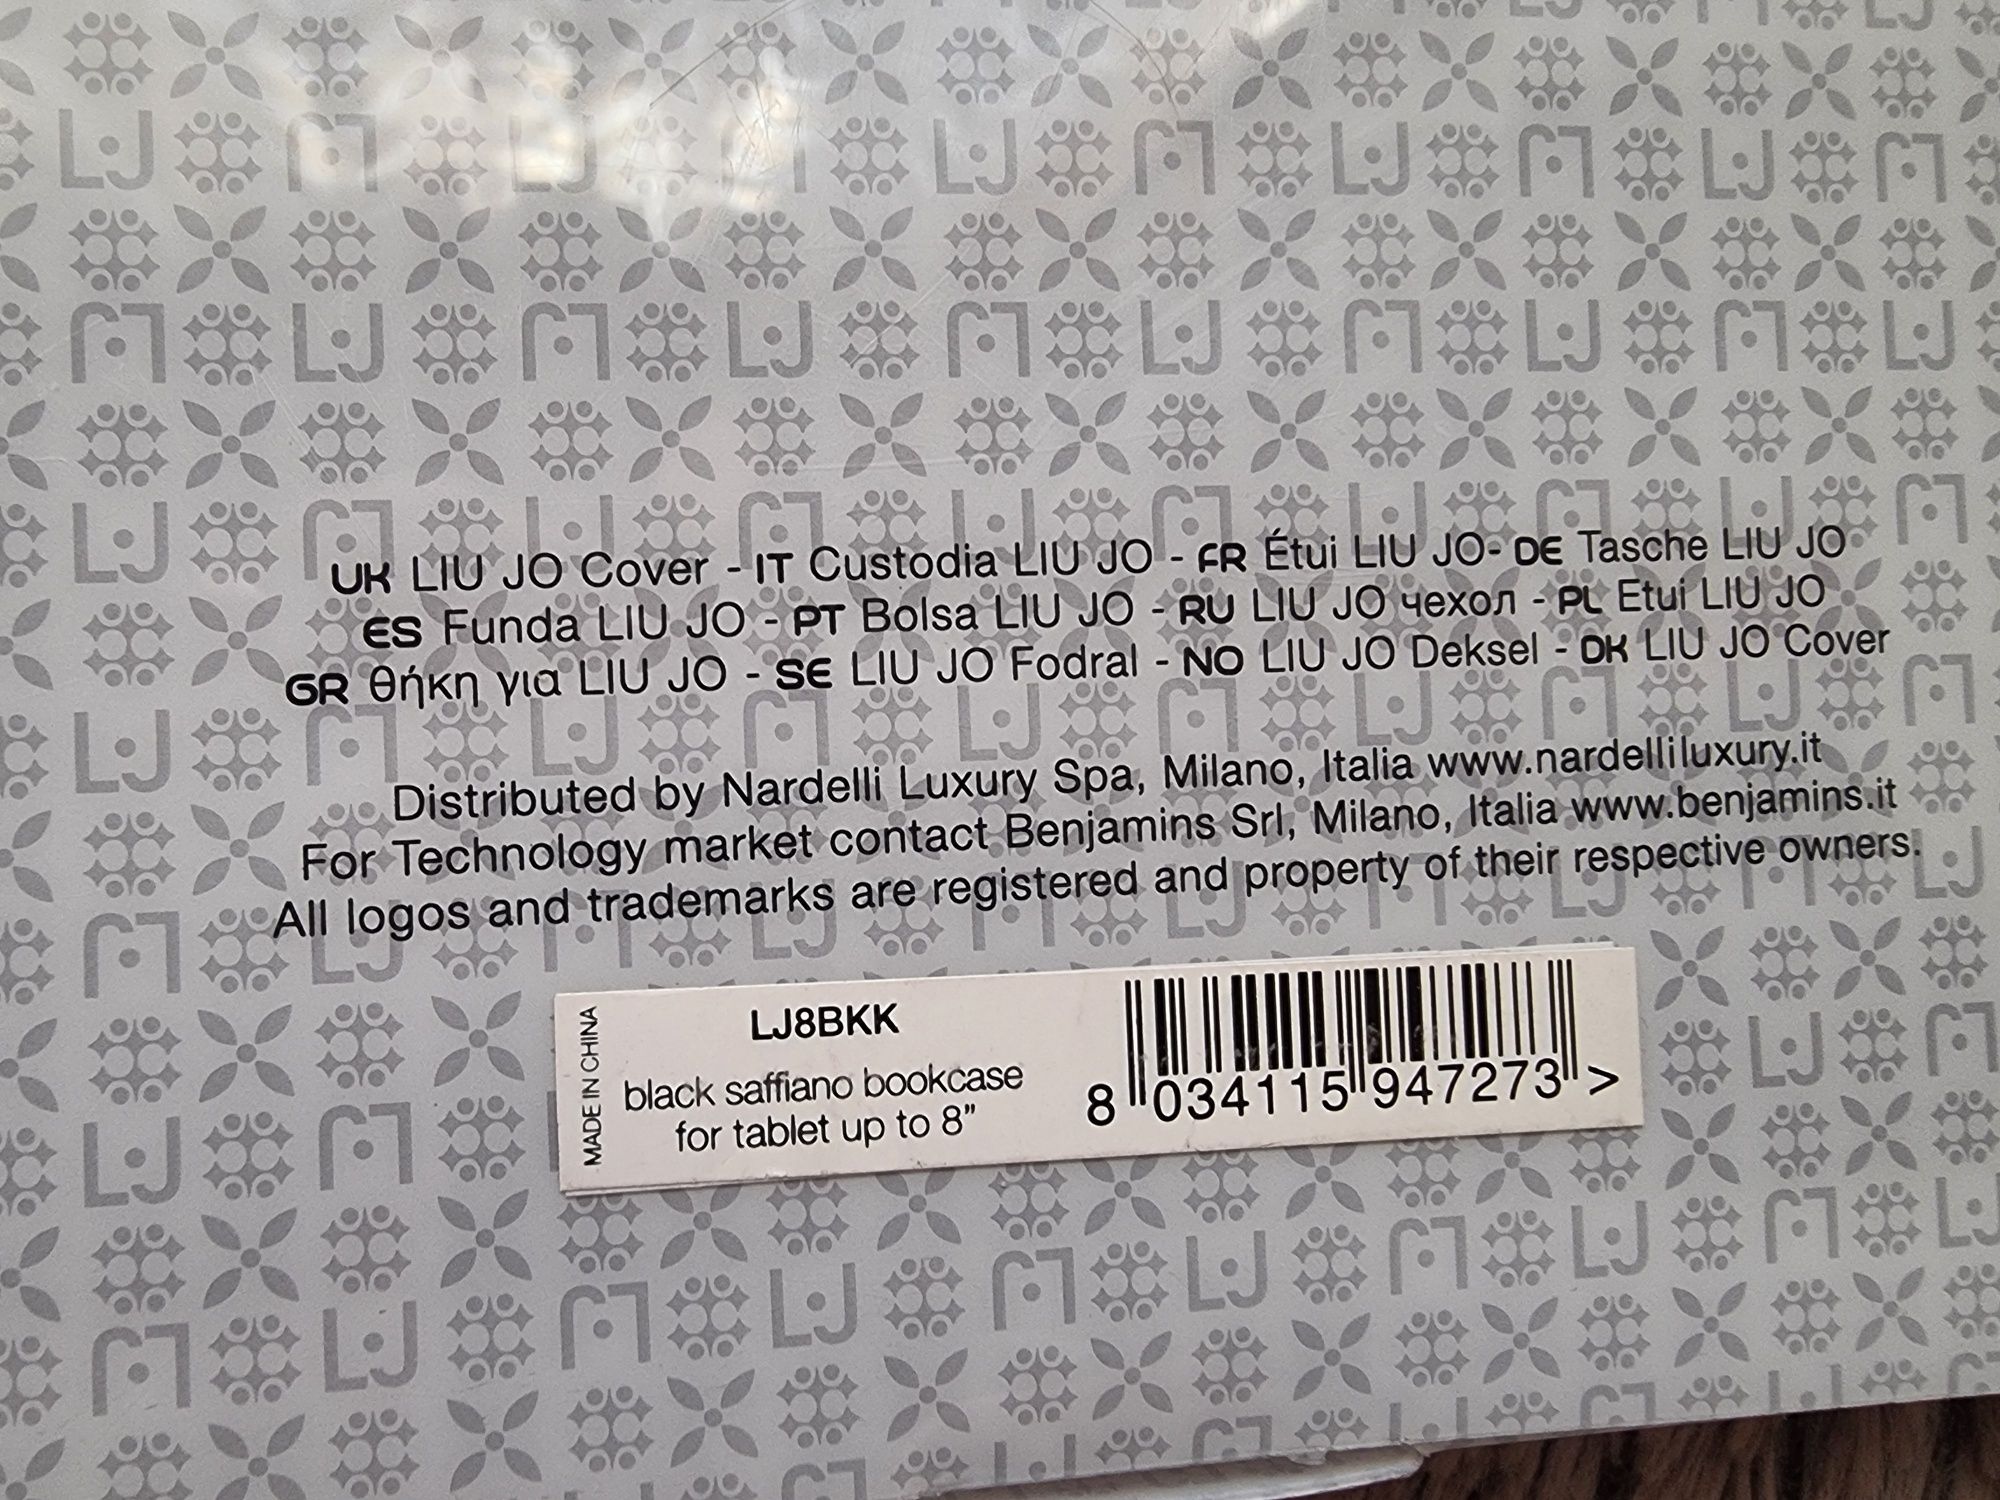 UK LIU JO Cover - IT Custodia LIU JO - FR Étui LIU JO- DE Tasche LIU JO
ES Funda LIU JO - PT Bolsa LIU JO - RU LIU JO чехол - PL Etui LIU JO
GR Θήκη για LIU JO - SE LIU JO Fodral - NO LIU JO Deksel - DK LIU JO Cover
Distributed by Nardelli Luxury Spa, Milano, Italia www.nardelliluxury.it
For Technology market contact Benjamins Srl, Milano, Italia www.benjamins.it
All logos and trademarks are registered and property of their respective owners.
MADE IN CHINA
LJ8BKK
black saffiano bookcase
for tablet up to 8"
8 034115 947273 >